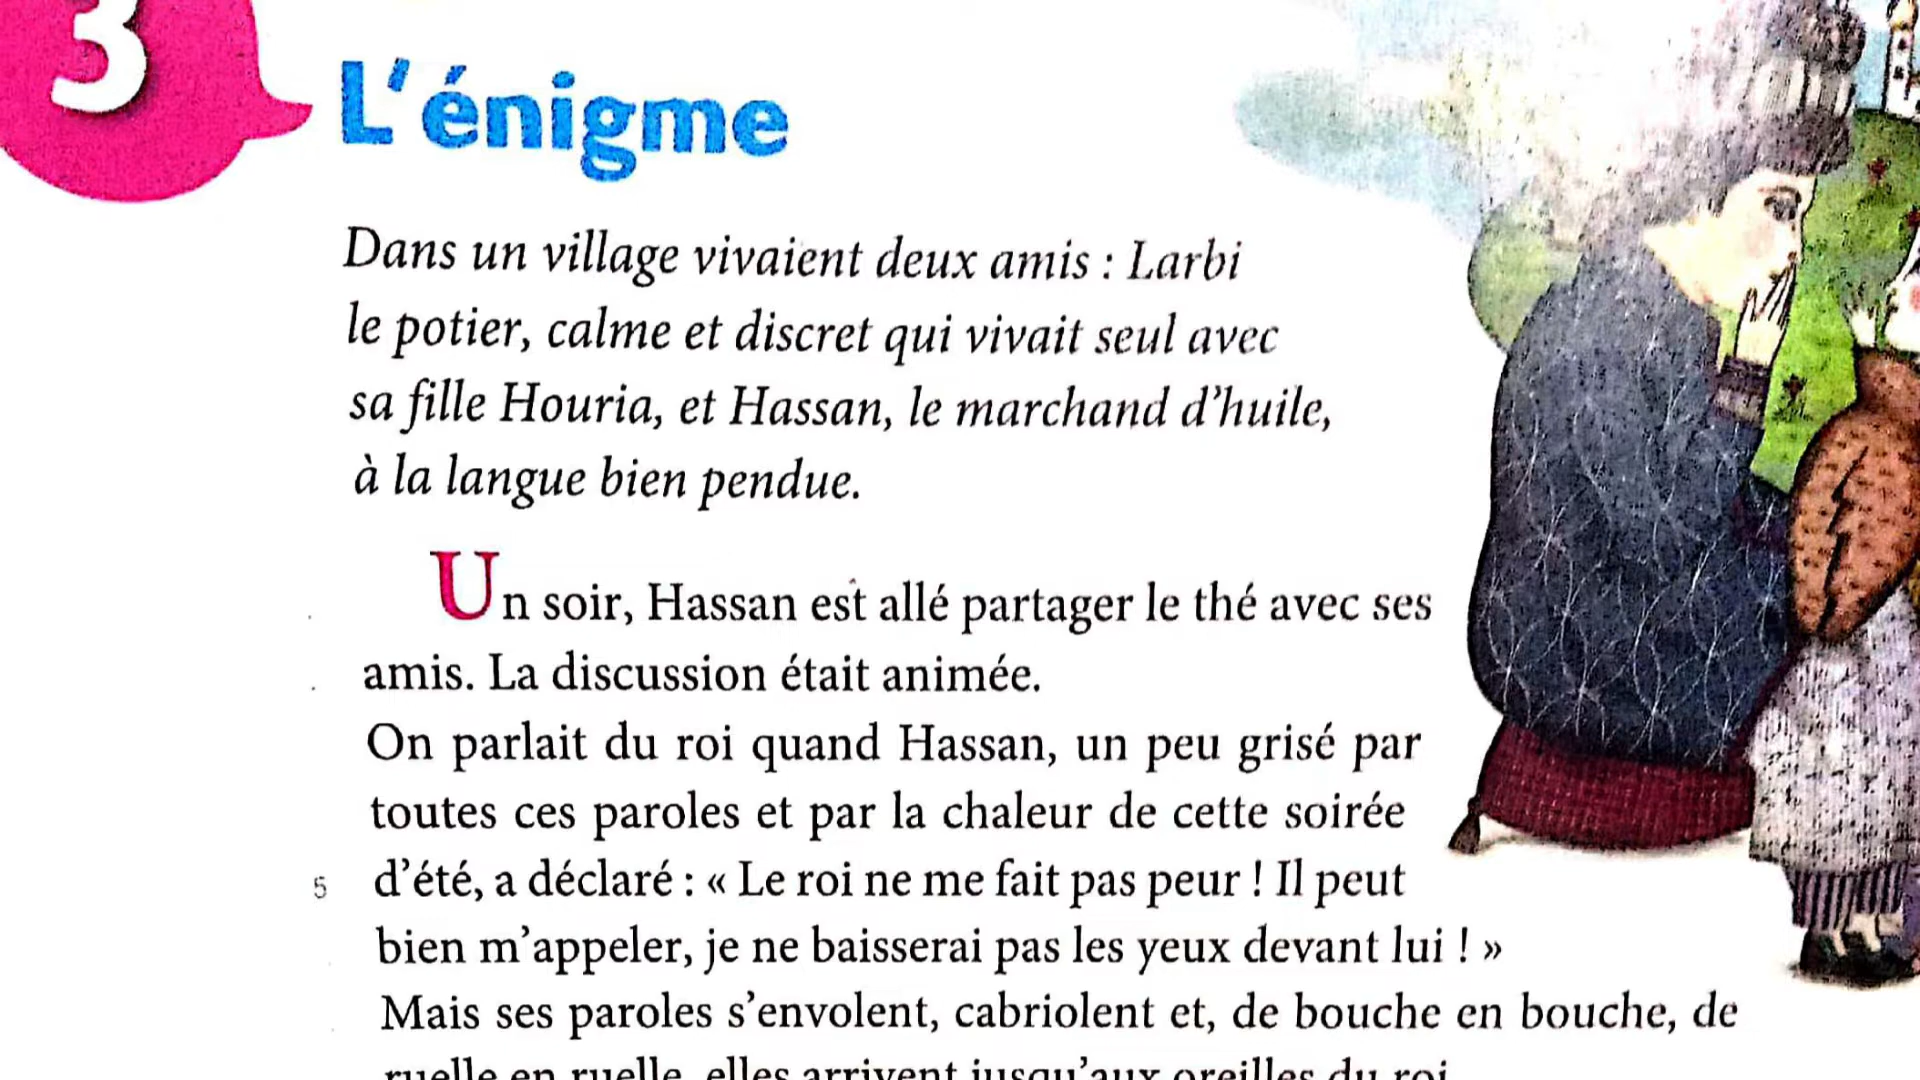 3
L'énigme
Dans un village vivaient deux amis : Larbi
le potier, calme et discret qui vivait seul avec
sa fille Houria, et Hassan, le marchand d'huile,
à la langue bien pendue.
Un soir, Hassan est allé partager le thé avec ses
amis. La discussion était animée.
On parlait du roi quand Hassan, un peu grisé par
toutes ces paroles et par la chaleur de cette soirée
5 d'été, a déclaré : « Le roi ne me fait pas peur ! Il peut
bien m'appeler, je ne baisserai pas les yeux devant lui ! »
Mais ses paroles s'envolent, cabriolent et, de bouche en bouche, de
ruelle en ruelle, elles arrivent jusqu'aux oreilles du roi.